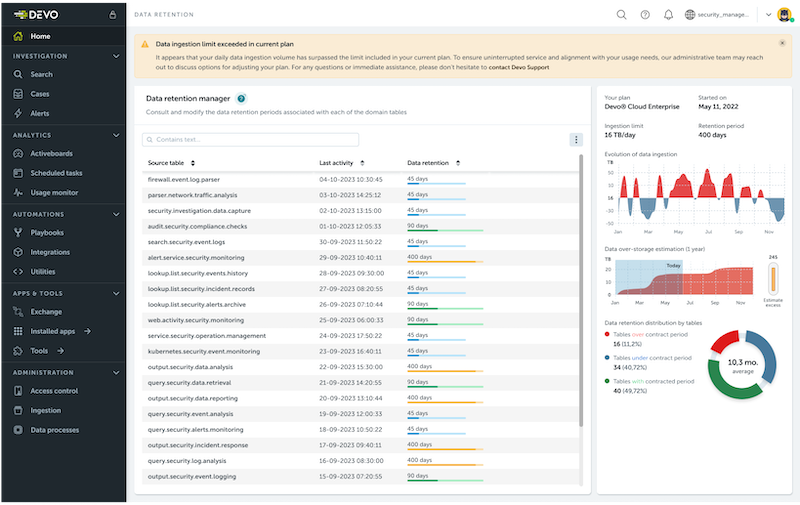 DEVO
DATA RETENTION
security_manage...
Home
INVESTIGATION
Search
Cases
Alerts
ANALYTICS
Activeboards
Scheduled tasks
Usage monitor
AUTOMATIONS
Playbooks
Integrations
Utilities
APPS & TOOLS
Exchange
Installed apps
Tools
ADMINISTRATION
Access control
Ingestion
Data processes
Data ingestion limit exceeded in current plan
It appears that your daily data ingestion volume has surpassed the limit included in your current plan. To ensure uninterrupted service and alignment with your usage needs, our administrative team may reach
out to discuss options for adjusting your plan. For any questions or immediate assistance, please don't hesitate to contact Devo Support
Data retention manager ?
Consult and modify the data retention periods associated with each of the domain tables
Contains text...
Source table Last activity Data retention
firewall.event.log.parser 04-10-2023 10:30:45 45 days
parser.network.traffic.analysis 03-10-2023 14:25:12 45 days
security.investigation.data.capture 02-10-2023 13:15:00 45 days
audit.security.compliance.checks 01-10-2023 12:05:33 90 days
search.security.event.logs 30-09-2023 11:50:22 45 days
alert.service.security.monitoring 29-09-2023 10:40:11 400 days
lookup.list.security.events.history 28-09-2023 09:30:00 45 days
lookup.list.security.incident.records 27-09-2023 08:20:55 45 days
lookup.list.security.alerts.archive 26-09-2023 07:10:44 90 days
web.activity.security.monitoring 25-09-2023 06:00:33 90 days
service.security.operation.management 24-09-2023 17:50:22 45 days
kubernetes.security.event.monitoring 23-09-2023 16:40:11 45 days
output.security.data.analysis 22-09-2023 15:30:00 400 days
query.security.data.retrieval 21-09-2023 14:20:55 90 days
output.security.data.reporting 20-09-2023 13:10:44 400 days
query.security.event.analysis 19-09-2023 12:00:33 45 days
query.security.alerts.monitoring 18-09-2023 10:50:22 45 days
output.security.incident.response 17-09-2023 09:40:11 400 days
query.security.log.analysis 16-09-2023 08:30:00 400 days
output.security.event.logging 15-09-2023 07:20:55 90 days
Your plan Started on
Devo® Cloud Enterprise May 11, 2022
Ingestion limit Retention period
16 TB/day 400 days
Evolution of data ingestion
TB
50
30
16
-30
-50
Jan Mar May Jul Sep Nov
Data over-storage estimation (1 year)
TB
20
10
0
Today
Jan Mar May Jul Sep Nov
245
Estimate
excess
Data retention distribution by tables
Tables over contract period
16 (11,2%)
Tables under contract period
34 (40,72%)
Tables with contracted period
40 (49,72%)
10,3 mo.
average